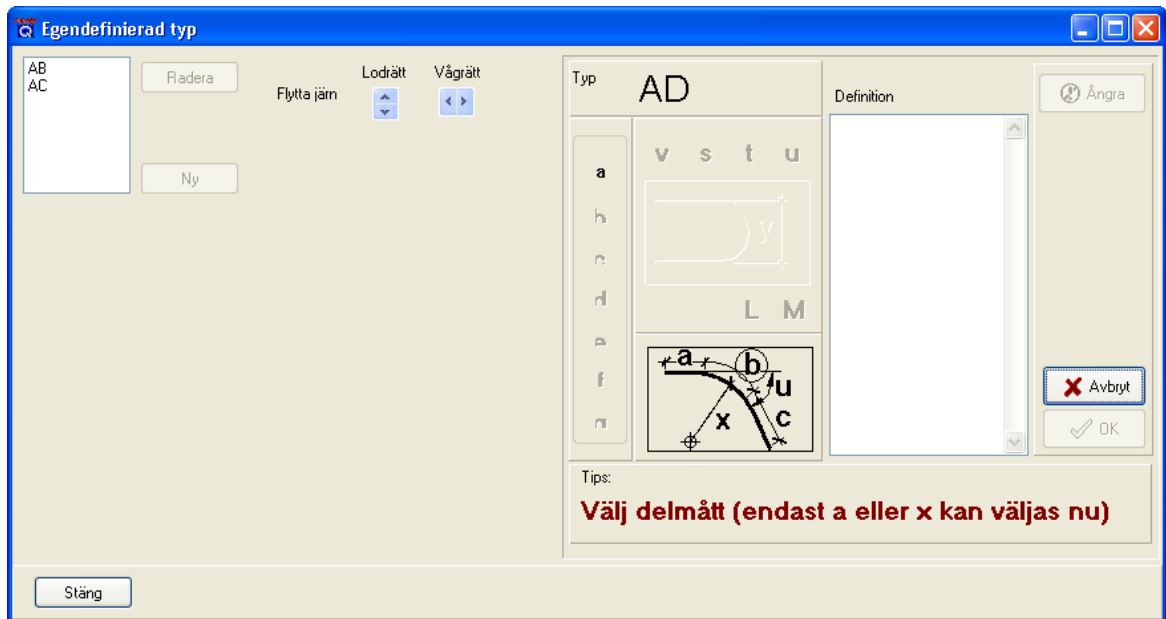 Egendefinierad typ
AB
AC
Radera
Ny
Flytta järn
Lodrätt
Vågrätt
Typ
AD
Definition
Ångra
v s t u
a
b
c
d
e
f
g
y
L M
a
b
u
x
c
Avbryt
OK
Tips:
Välj delmått (endast a eller x kan väljas nu)
Stäng